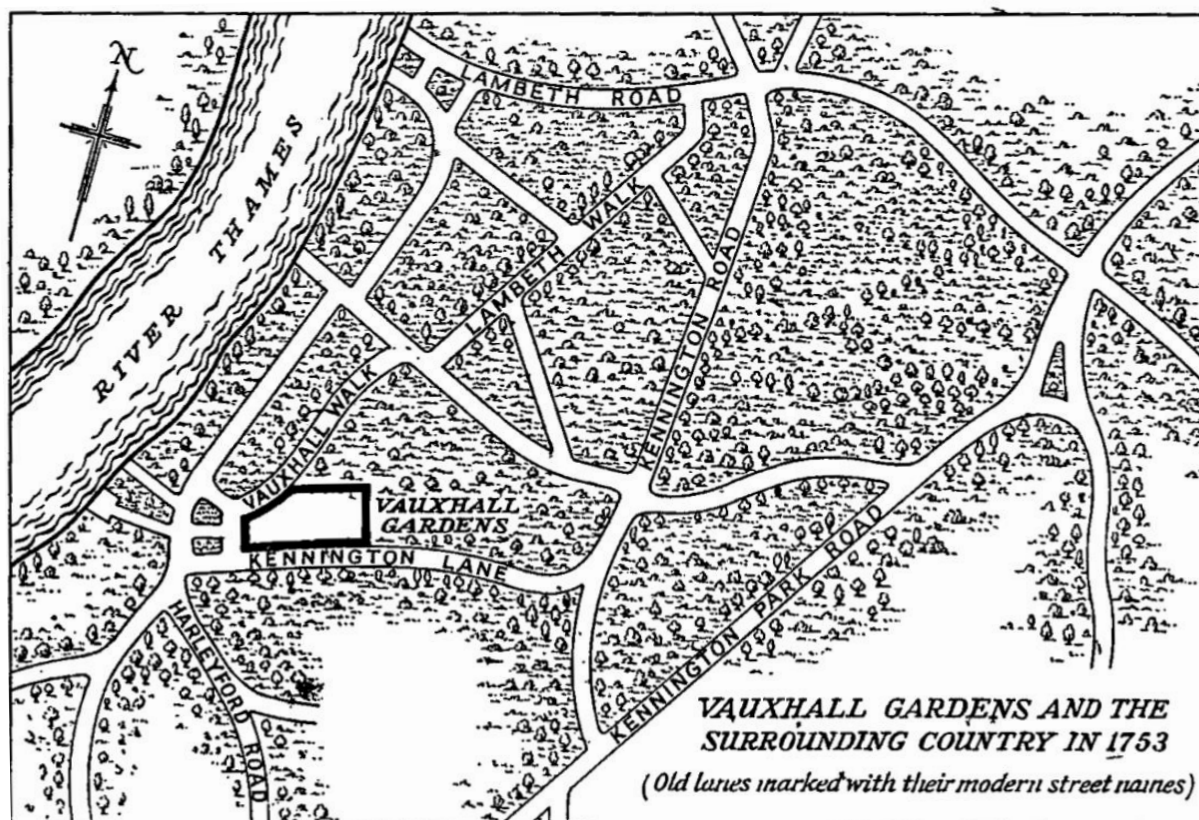 N
LAMBETH ROAD
RIVER THAMES
LAMBETH WALK
KENNINGTON ROAD
VAUXHALL WALK
VAUXHALL
GARDENS
KENNINGTON LANE
HARLEYFORD ROAD
KENNINGTON PARK ROAD
VAUXHALL GARDENS AND THE
SURROUNDING COUNTRY IN 1753
(Old lanes marked with their modern street names)